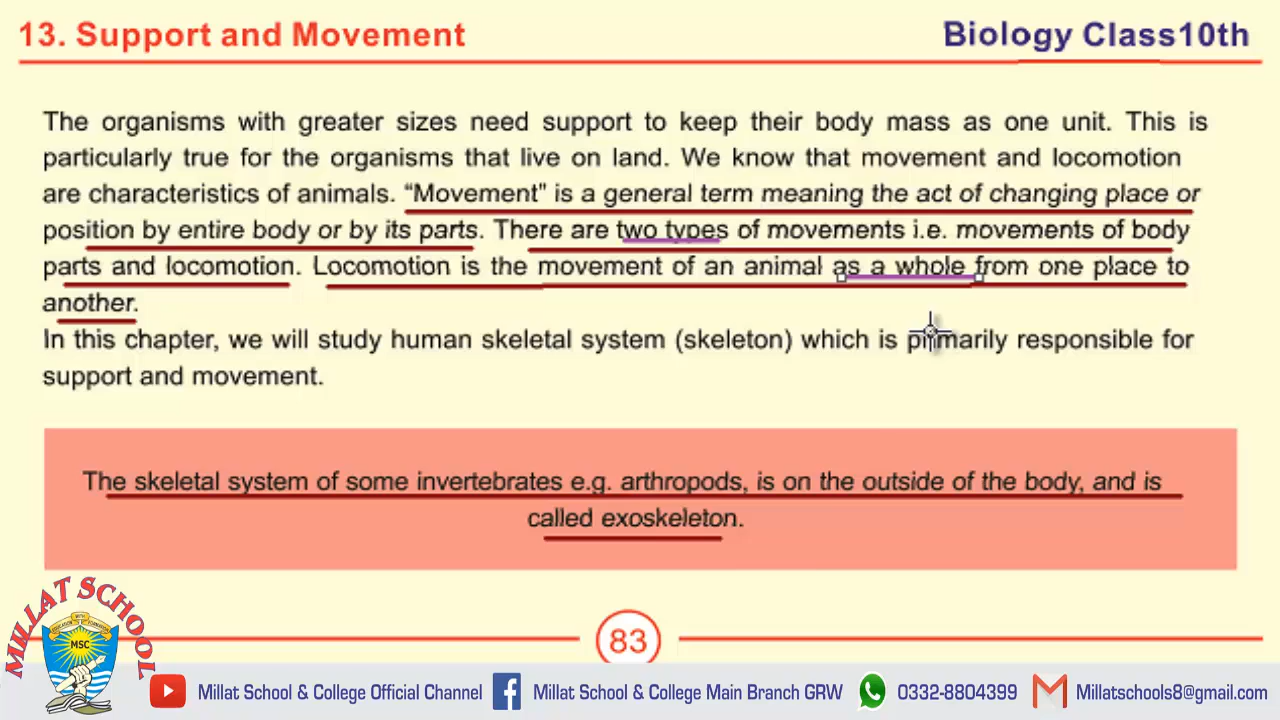 13. Support and Movement
Biology Class10th
The organisms with greater sizes need support to keep their body mass as one unit. This is
particularly true for the organisms that live on land. We know that movement and locomotion
are characteristics of animals. “Movement” is a general term meaning the act of changing place or
position by entire body or by its parts. There are two types of movements i.e. movements of body
parts and locomotion. Locomotion is the movement of an animal as a whole from one place to
another.
In this chapter, we will study human skeletal system (skeleton) which is primarily responsible for
support and movement.
The skeletal system of some invertebrates e.g. arthropods, is on the outside of the body, and is
called exoskeleton.
83
MILLAT SCHOOL
MSC
Millat School & College Official Channel
Millat School & College Main Branch GRW
0332-8804399
Millatschools8@gmail.com